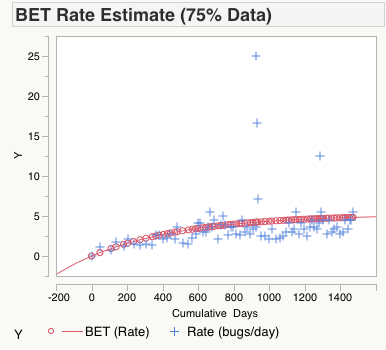 BET Rate Estimate (75% Data)
25
20
15
10
5
0
Y
-200 0 200 400 600 800 1000 1200 1400
Cumulative Days
Y BET (Rate) Rate (bugs/day)